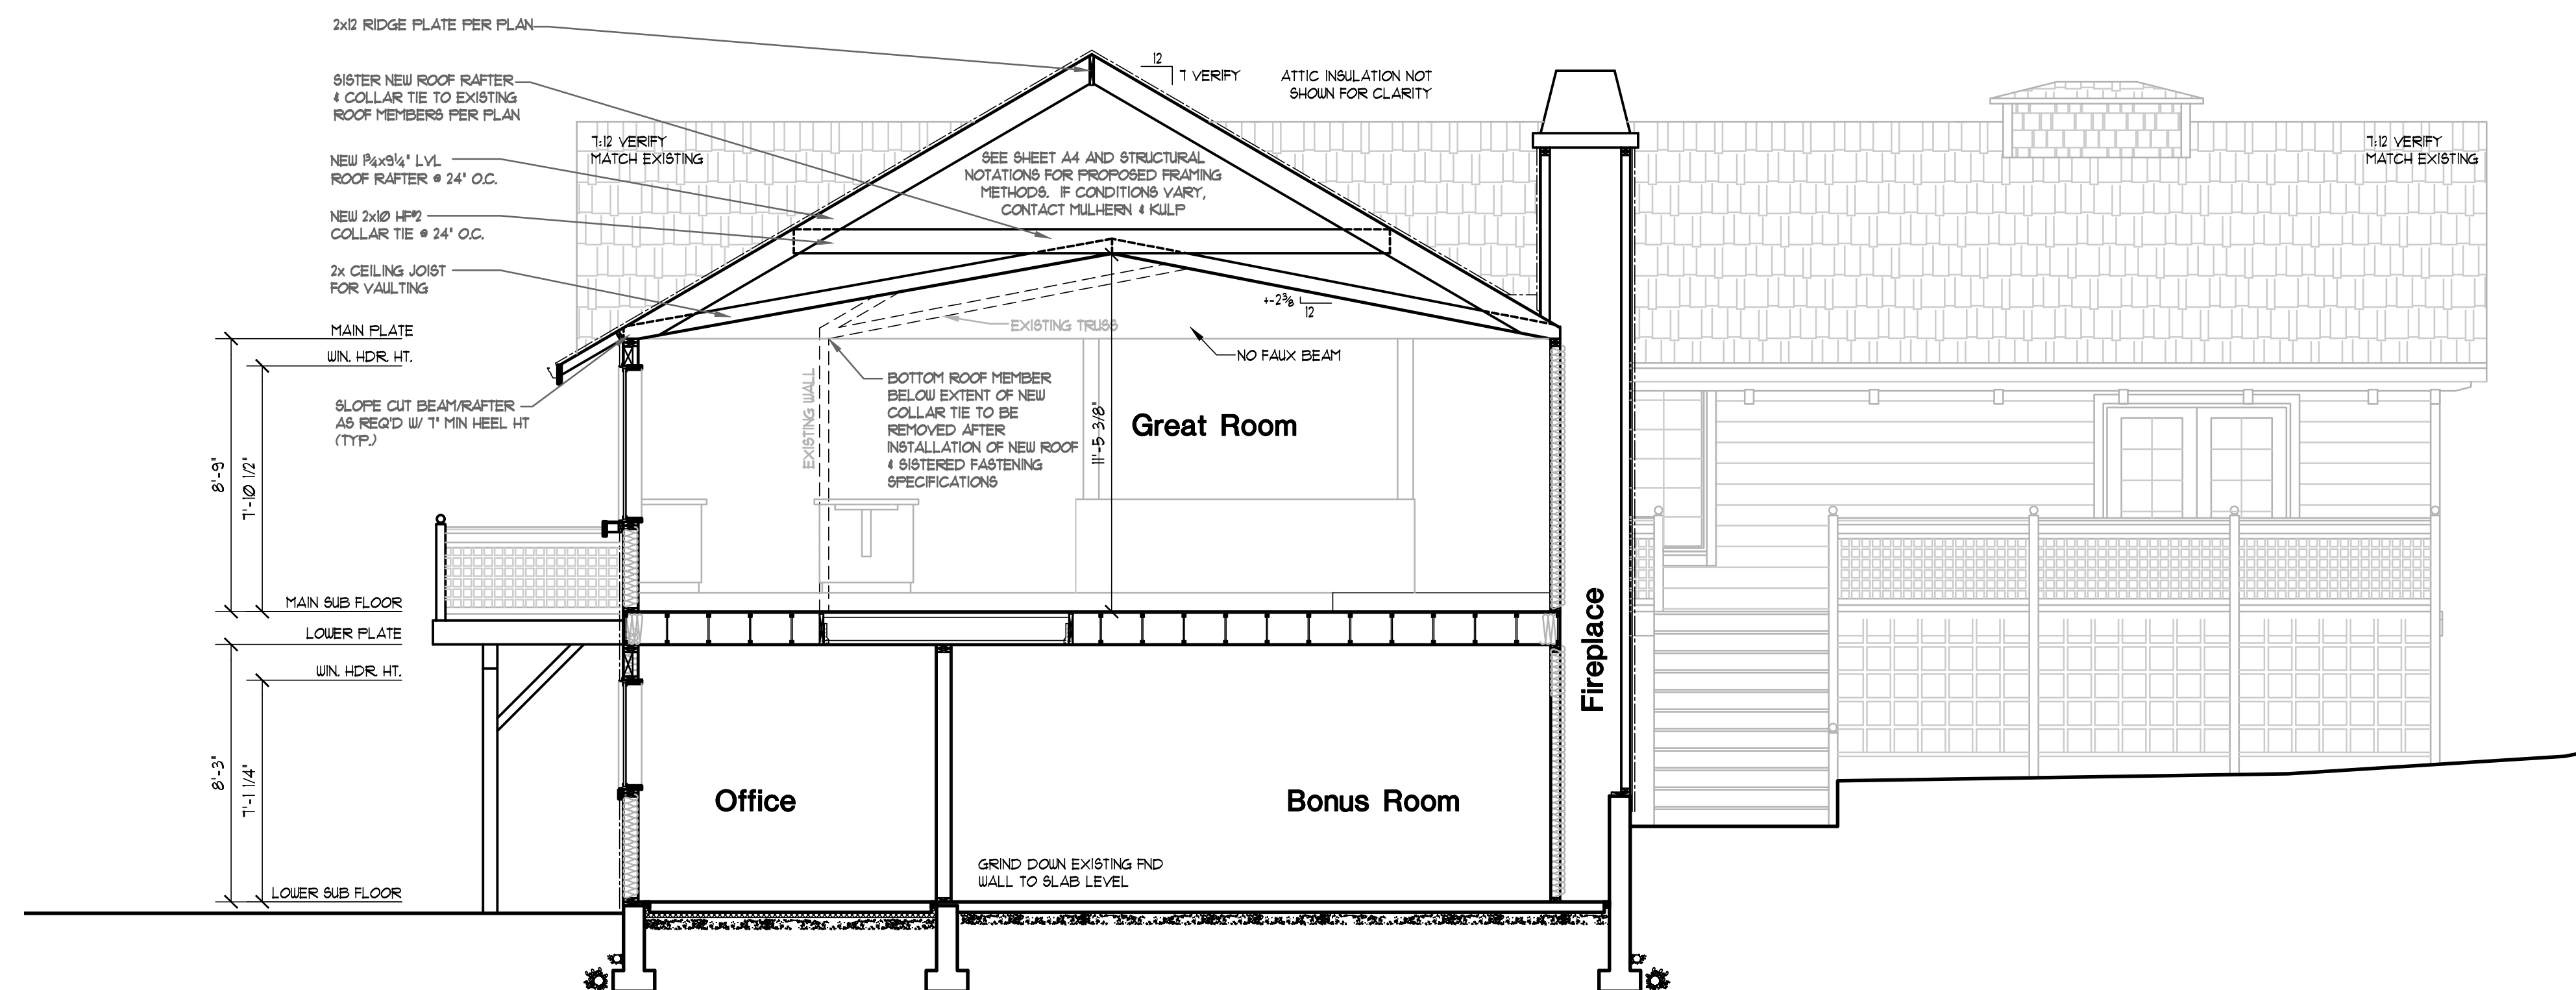 2x12 RIDGE PLATE PER PLAN
SISTER NEW ROOF RAFTER
& COLLAR TIE TO EXISTING
ROOF MEMBERS PER PLAN
NEW 1¾x9¼" LVL
ROOF RAFTER @ 24" O.C.
NEW 2x10 HF#2
COLLAR TIE @ 24" O.C.
2x CEILING JOIST
FOR VAULTING
MAIN PLATE
WIN. HDR. HT.
SLOPE CUT BEAM/RAFTER
AS REQ'D W/ 7" MIN HEEL HT
(TYP.)
8'-9"
7'-10 1/2"
MAIN SUB FLOOR
LOWER PLATE
WIN. HDR. HT.
8'-3"
7'-1 1/4"
LOWER SUB FLOOR
7:12 VERIFY
MATCH EXISTING
12
7 VERIFY
ATTIC INSULATION NOT
SHOWN FOR CLARITY
SEE SHEET A4 AND STRUCTURAL
NOTATIONS FOR PROPOSED FRAMING
METHODS. IF CONDITIONS VARY,
CONTACT MULHERN & KULP
+-2⅜
12
EXISTING TRUSS
NO FAUX BEAM
EXISTING WALL
BOTTOM ROOF MEMBER
BELOW EXTENT OF NEW
COLLAR TIE TO BE
REMOVED AFTER
INSTALLATION OF NEW ROOF
& SISTERED FASTENING
SPECIFICATIONS
11'-5 3/8"
Great Room
Fireplace
Office
Bonus Room
GRIND DOWN EXISTING FND
WALL TO SLAB LEVEL
7:12 VERIFY
MATCH EXISTING